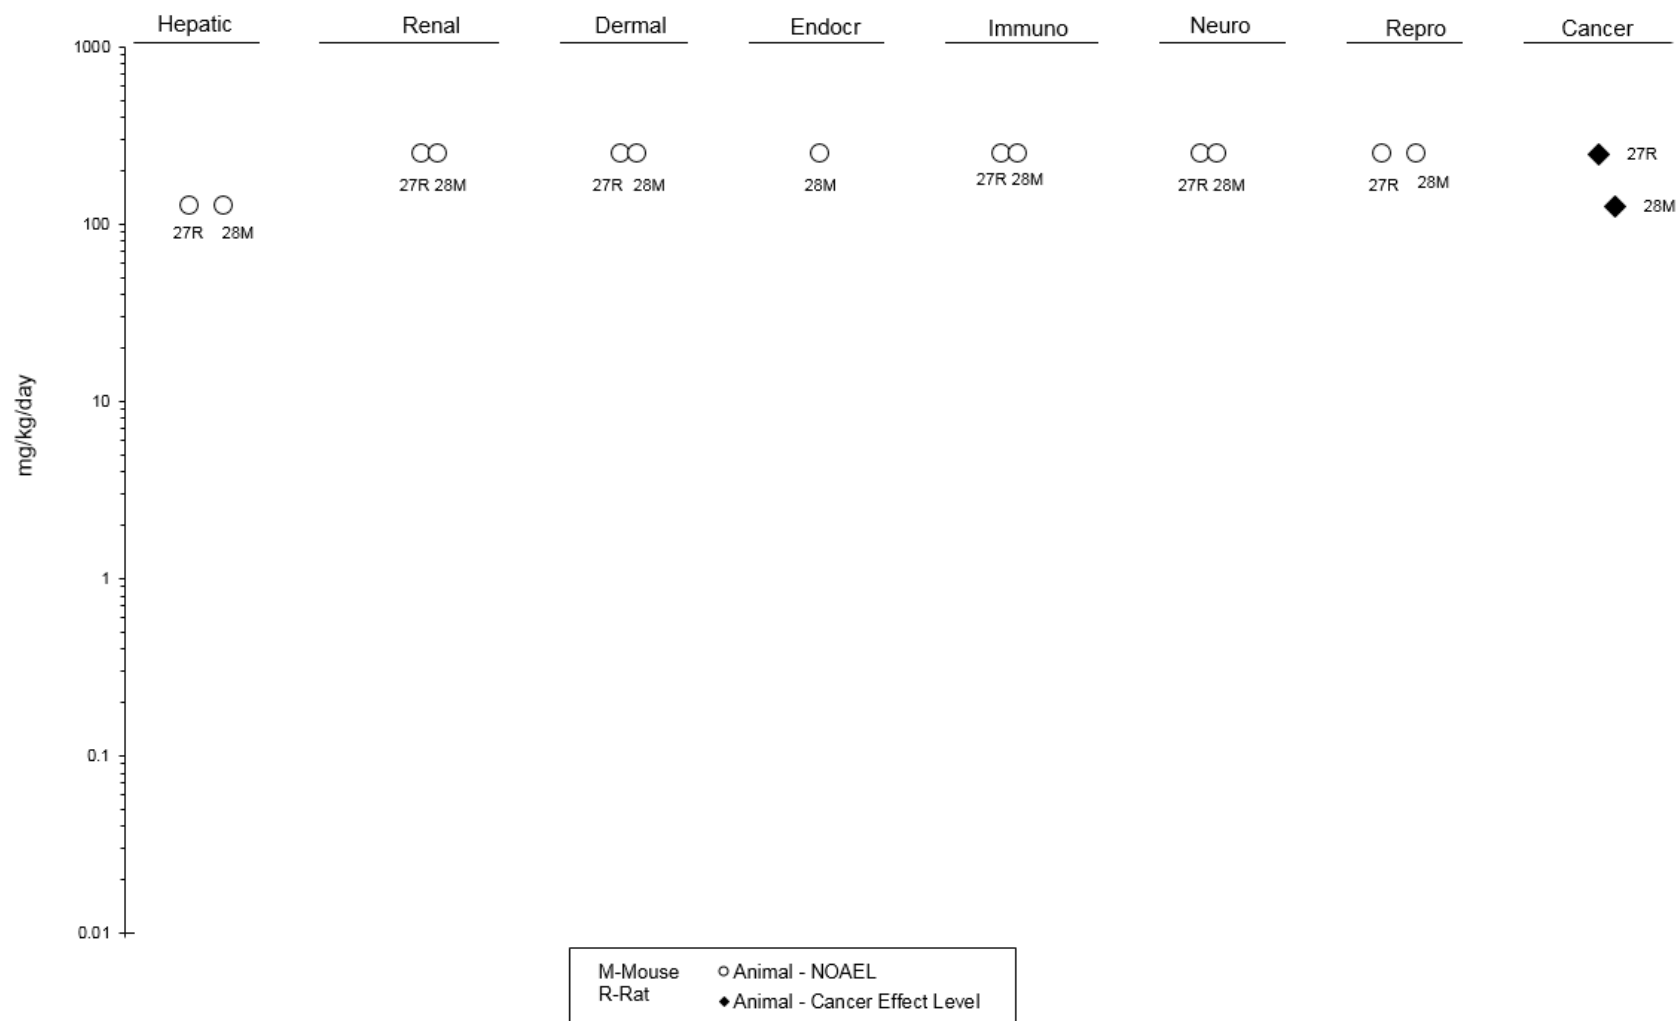 Hepatic Renal Dermal Endocr Immuno Neuro Repro Cancer
1000
27R 28M
27R 28M
28M
27R 28M
27R 28M
27R 28M
27R
28M
27R 28M
100
mg/kg/day
10
1
0.1
0.01
M-Mouse Animal - NOAEL
R-Rat Animal - Cancer Effect Level